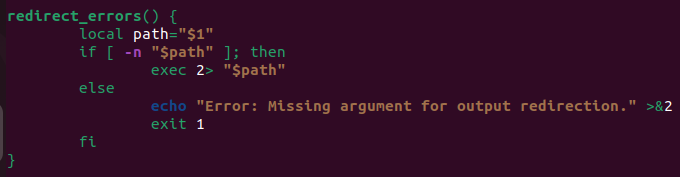 redirect_errors() {
        local path="$1"
        if [ -n "$path" ]; then
                exec 2> "$path"
        else
                echo "Error: Missing argument for output redirection." >&2
                exit 1
        fi
}